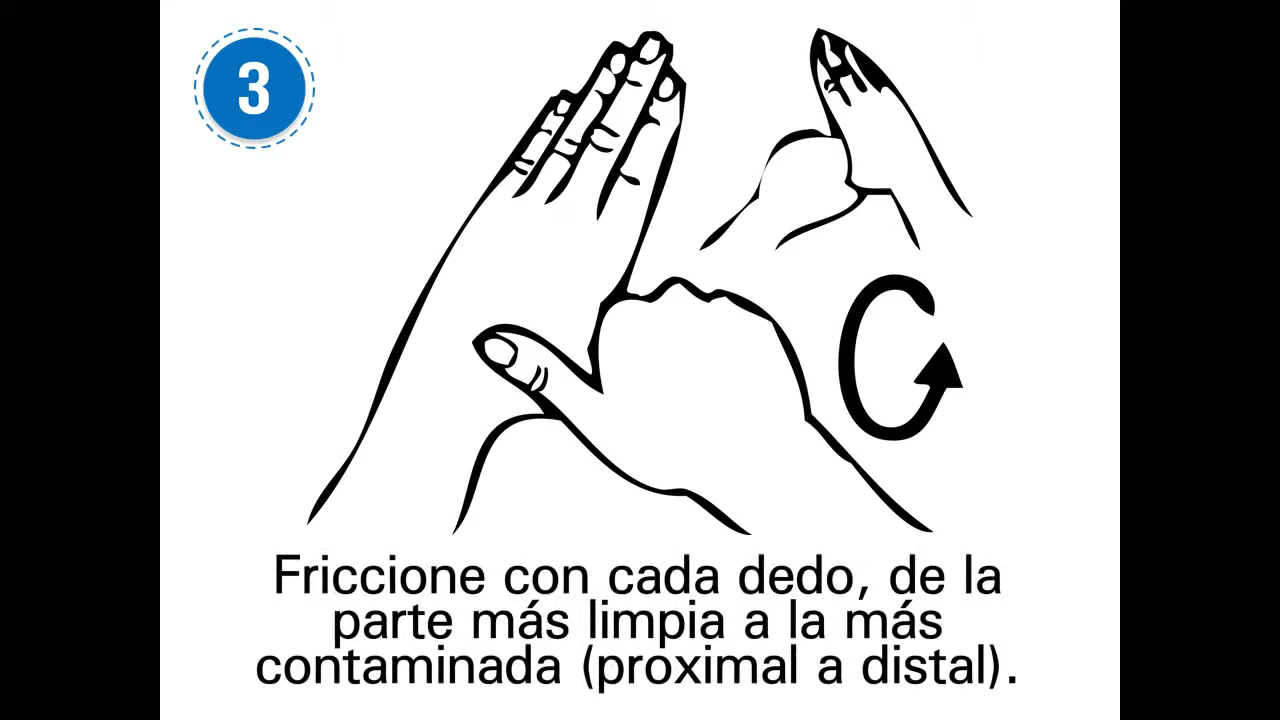 3
Friccione con cada dedo, de la
parte más limpia a la más
contaminada (proximal a distal).